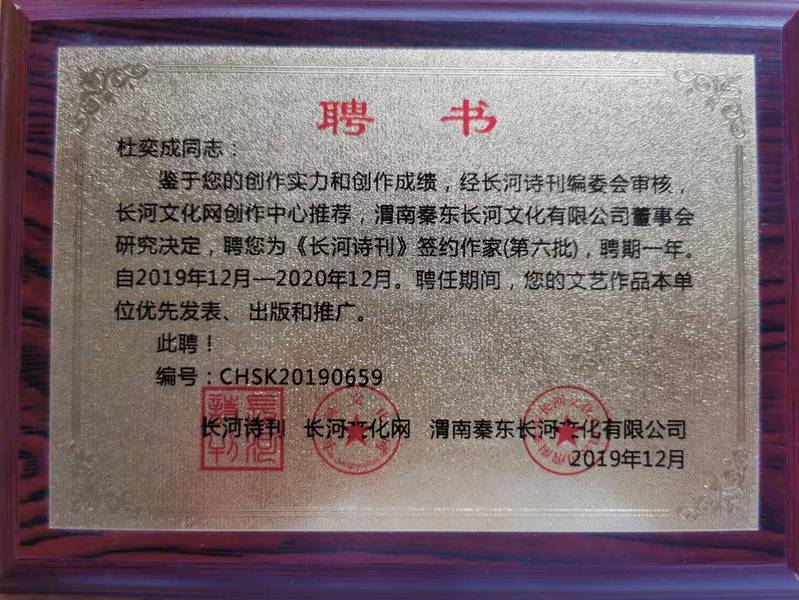 聘 书
杜奕成同志：
鉴于您的创作实力和创作成绩，经长河诗刊编委会审核，
长河文化网创作中心推荐，渭南秦东长河文化有限公司董事会
研究决定，聘您为《长河诗刊》签约作家(第六批)，聘期一年。
自2019年12月—2020年12月。聘任期间，您的文艺作品本单
位优先发表、出版和推广。
此聘！
编号：CHSK20190659
长河诗刊 长河文化网 渭南秦东长河文化有限公司
2019年12月